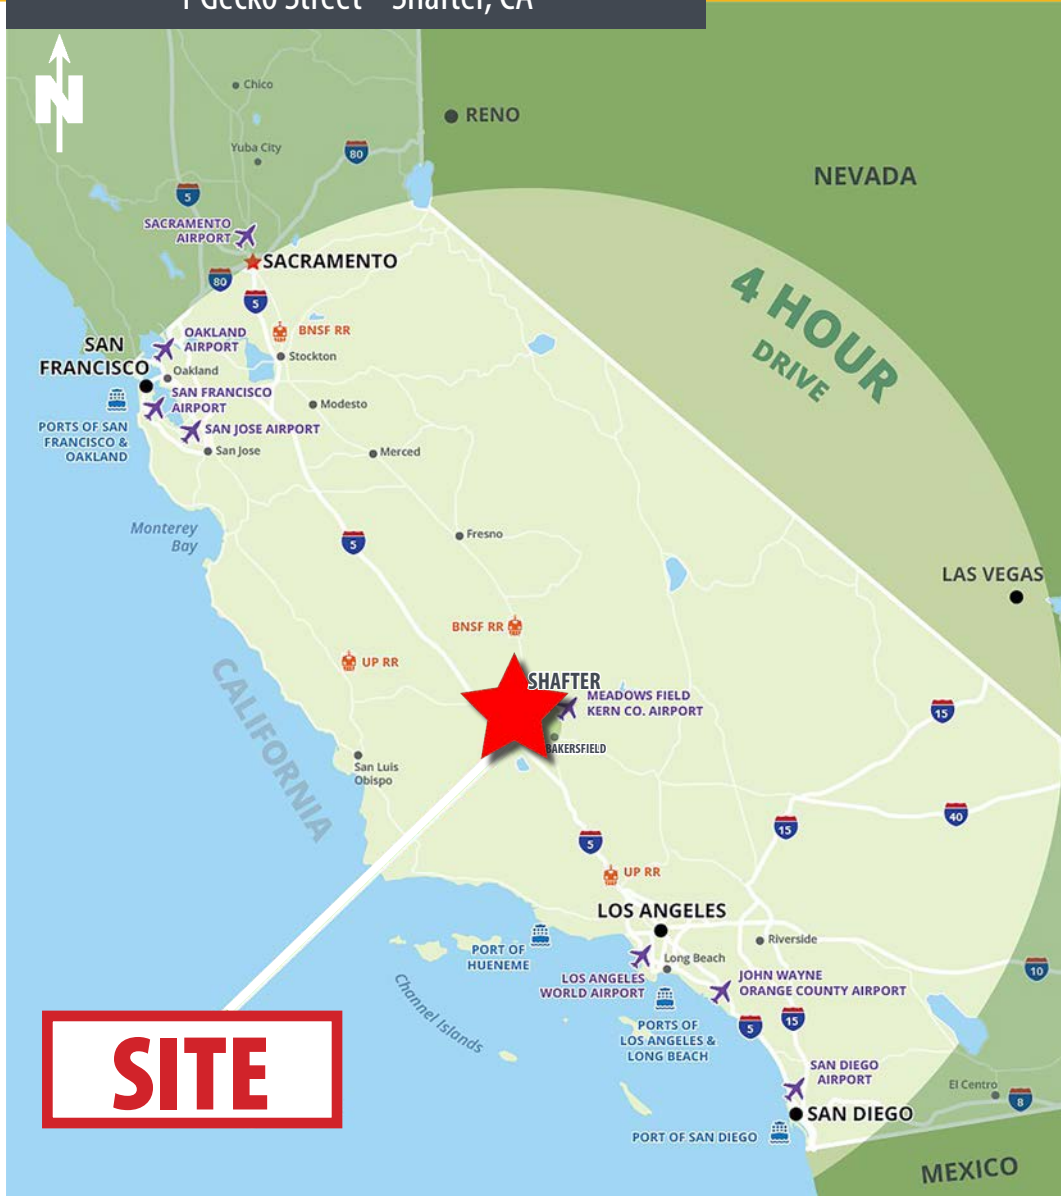 1 Gecko Street – Shafter, CA
N
Chico
RENO
Yuba City
80
NEVADA
5
SACRAMENTO
AIRPORT
SACRAMENTO
80
5
4 HOUR
DRIVE
OAKLAND
AIRPORT
BNSF RR
SAN
FRANCISCO
Stockton
Oakland
SAN FRANCISCO
AIRPORT
Modesto
PORTS OF SAN
FRANCISCO &
OAKLAND
SAN JOSE AIRPORT
San Jose
Merced
Monterey
Bay
5
Fresno
LAS VEGAS
BNSF RR
UP RR
SHAFTER
MEADOWS FIELD
KERN CO. AIRPORT
15
CALIFORNIA
BAKERSFIELD
San Luis
Obispo
15
40
5
UP RR
LOS ANGELES
PORT OF
HUENEME
Riverside
Long Beach
10
LOS ANGELES
WORLD AIRPORT
JOHN WAYNE
ORANGE COUNTY AIRPORT
Channel Islands
PORTS OF
LOS ANGELES &
LONG BEACH
5
15
SITE
SAN DIEGO
AIRPORT
El Centro
8
SAN DIEGO
PORT OF SAN DIEGO
MEXICO